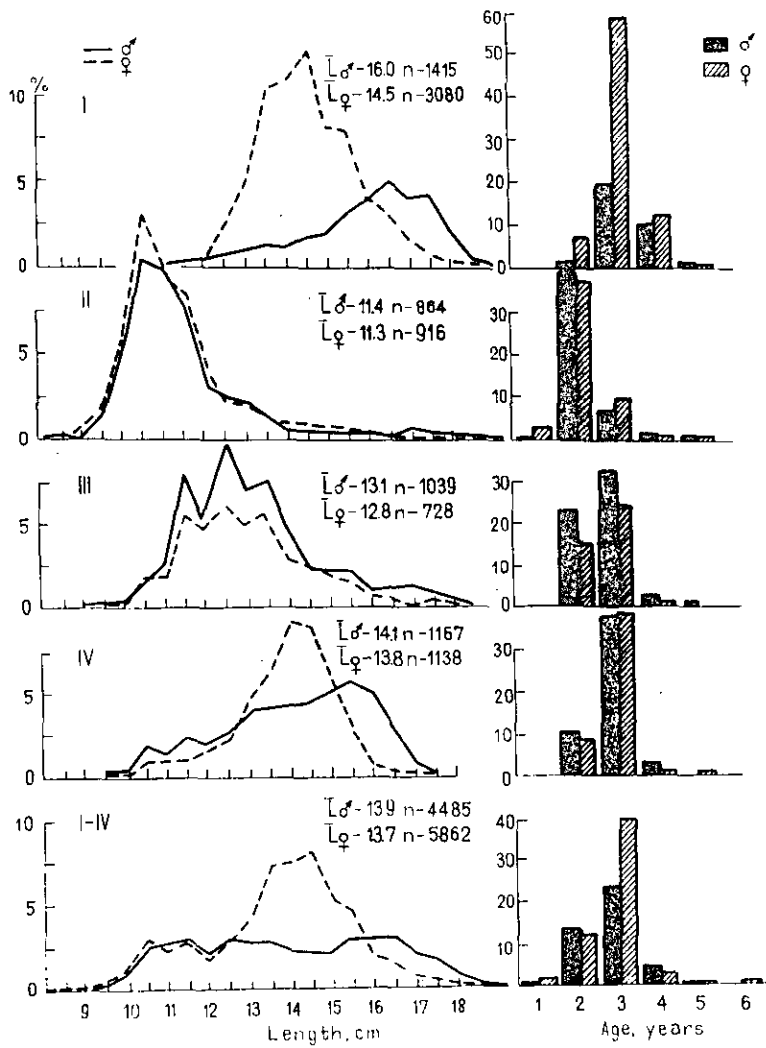 ♂
♀
%
10
5
0
I
L̄♂-16.0 n-1415
L̄♀-14.5 n-3080
60
50
40
30
20
10
0
♂
♀
5
0
II
L̄♂-11.4 n-864
L̄♀-11.3 n-916
30
20
10
0
5
0
III
L̄♂-13.1 n-1039
L̄♀-12.8 n-728
30
20
10
0
5
0
IV
L̄♂-14.1 n-1167
L̄♀-13.8 n-1138
30
20
10
0
10
5
0
I-IV
L̄♂-13.9 n-4485
L̄♀-13.7 n-5862
40
30
20
10
9 10 11 12 13 14 15 16 17 18
Length, cm
1 2 3 4 5 6
Age, years